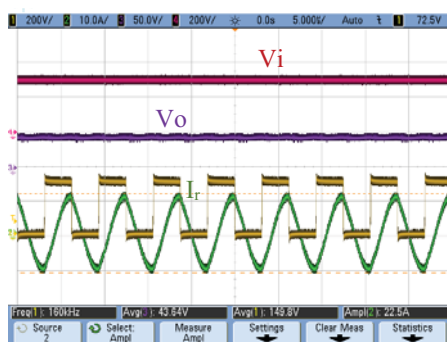 1 200V/ 2 10.0A/ 3 50.0V/ 4 200V/ 0.0s 5.000%/ Auto 1 72.5V
Vi
Vo
Ir
Freq(1): 160kHz Avg(3): 43.64V Avg(1): 149.8V Ampl(2): 22.5A
Source Select: Measure Settings Clear Meas Statistics
2 Ampl Ampl